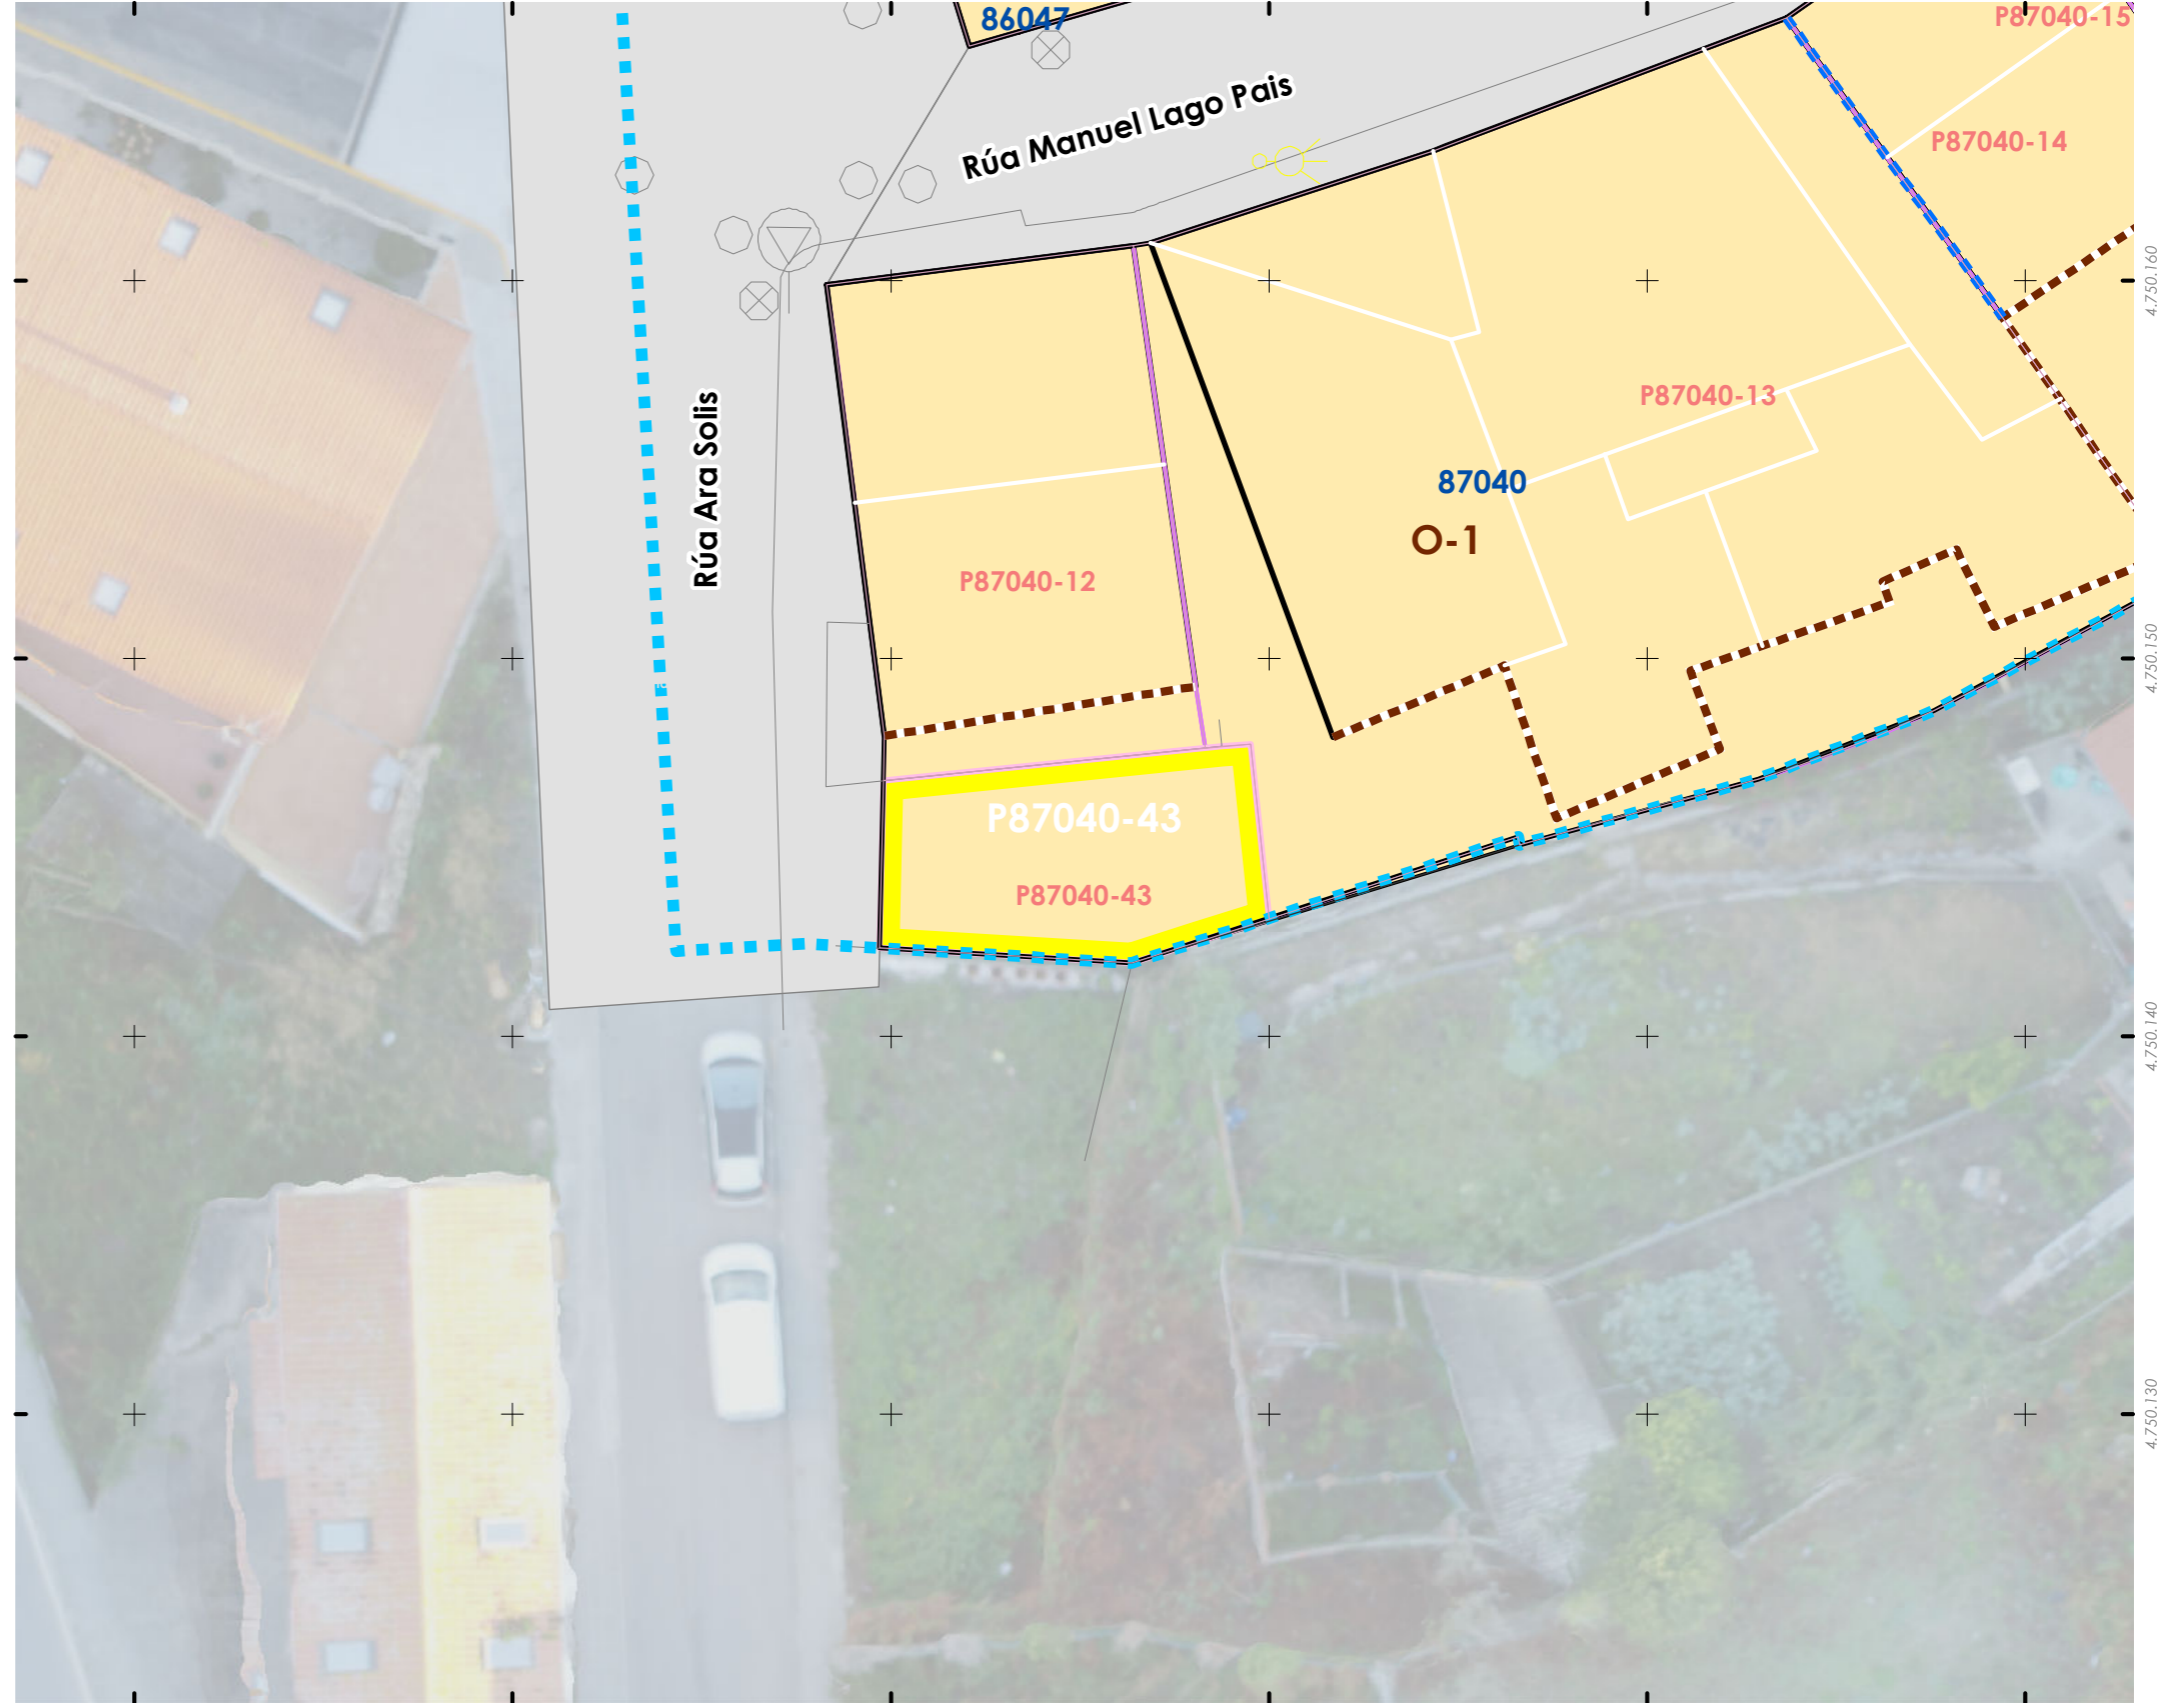 86047
P87040-15
Rúa Manuel Lago Pais
P87040-14
4.750.160
P87040-13
87040
O-1
Rúa Ara Solis
P87040-12
4.750.150
P87040-43
P87040-43
4.750.140
4.750.130